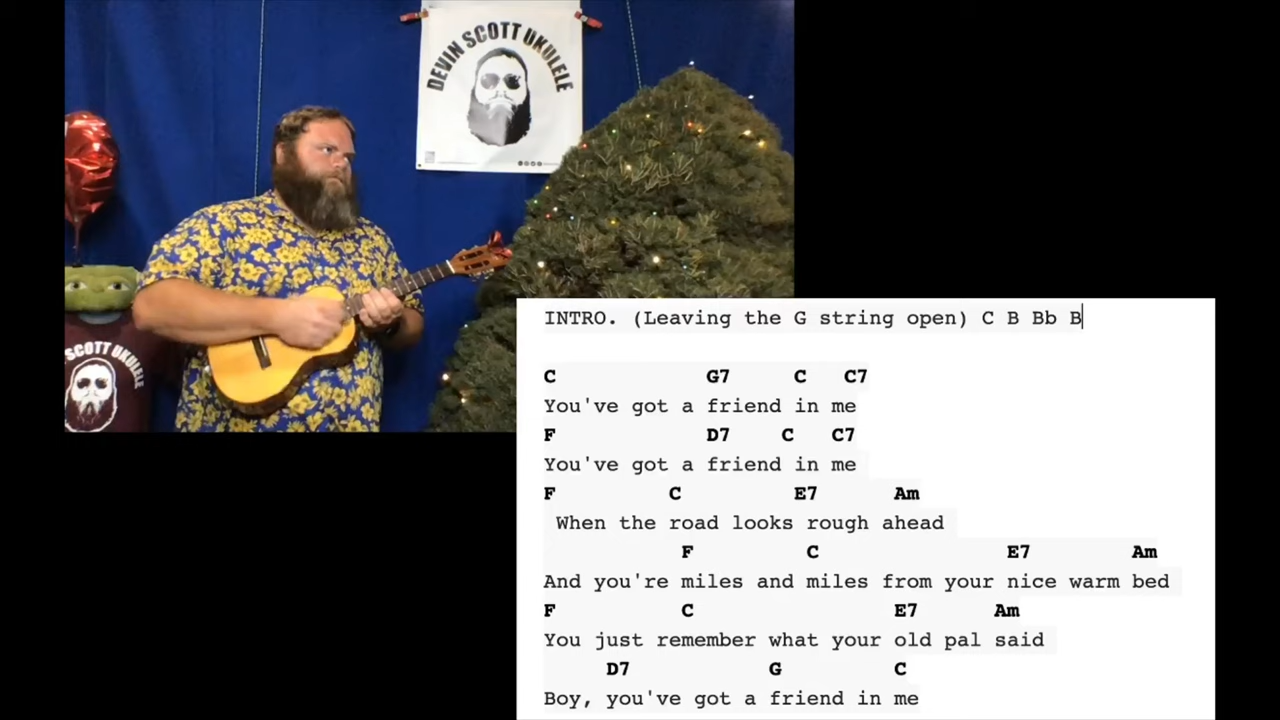 DEVIN SCOTT UKULELE
SCOTT UKULELE
INTRO. (Leaving the G string open) C B Bb B
C G7 C C7
You've got a friend in me
F D7 C C7
You've got a friend in me
F C E7 Am
When the road looks rough ahead
F C E7 Am
And you're miles and miles from your nice warm bed
F C E7 Am
You just remember what your old pal said
D7 G C
Boy, you've got a friend in me